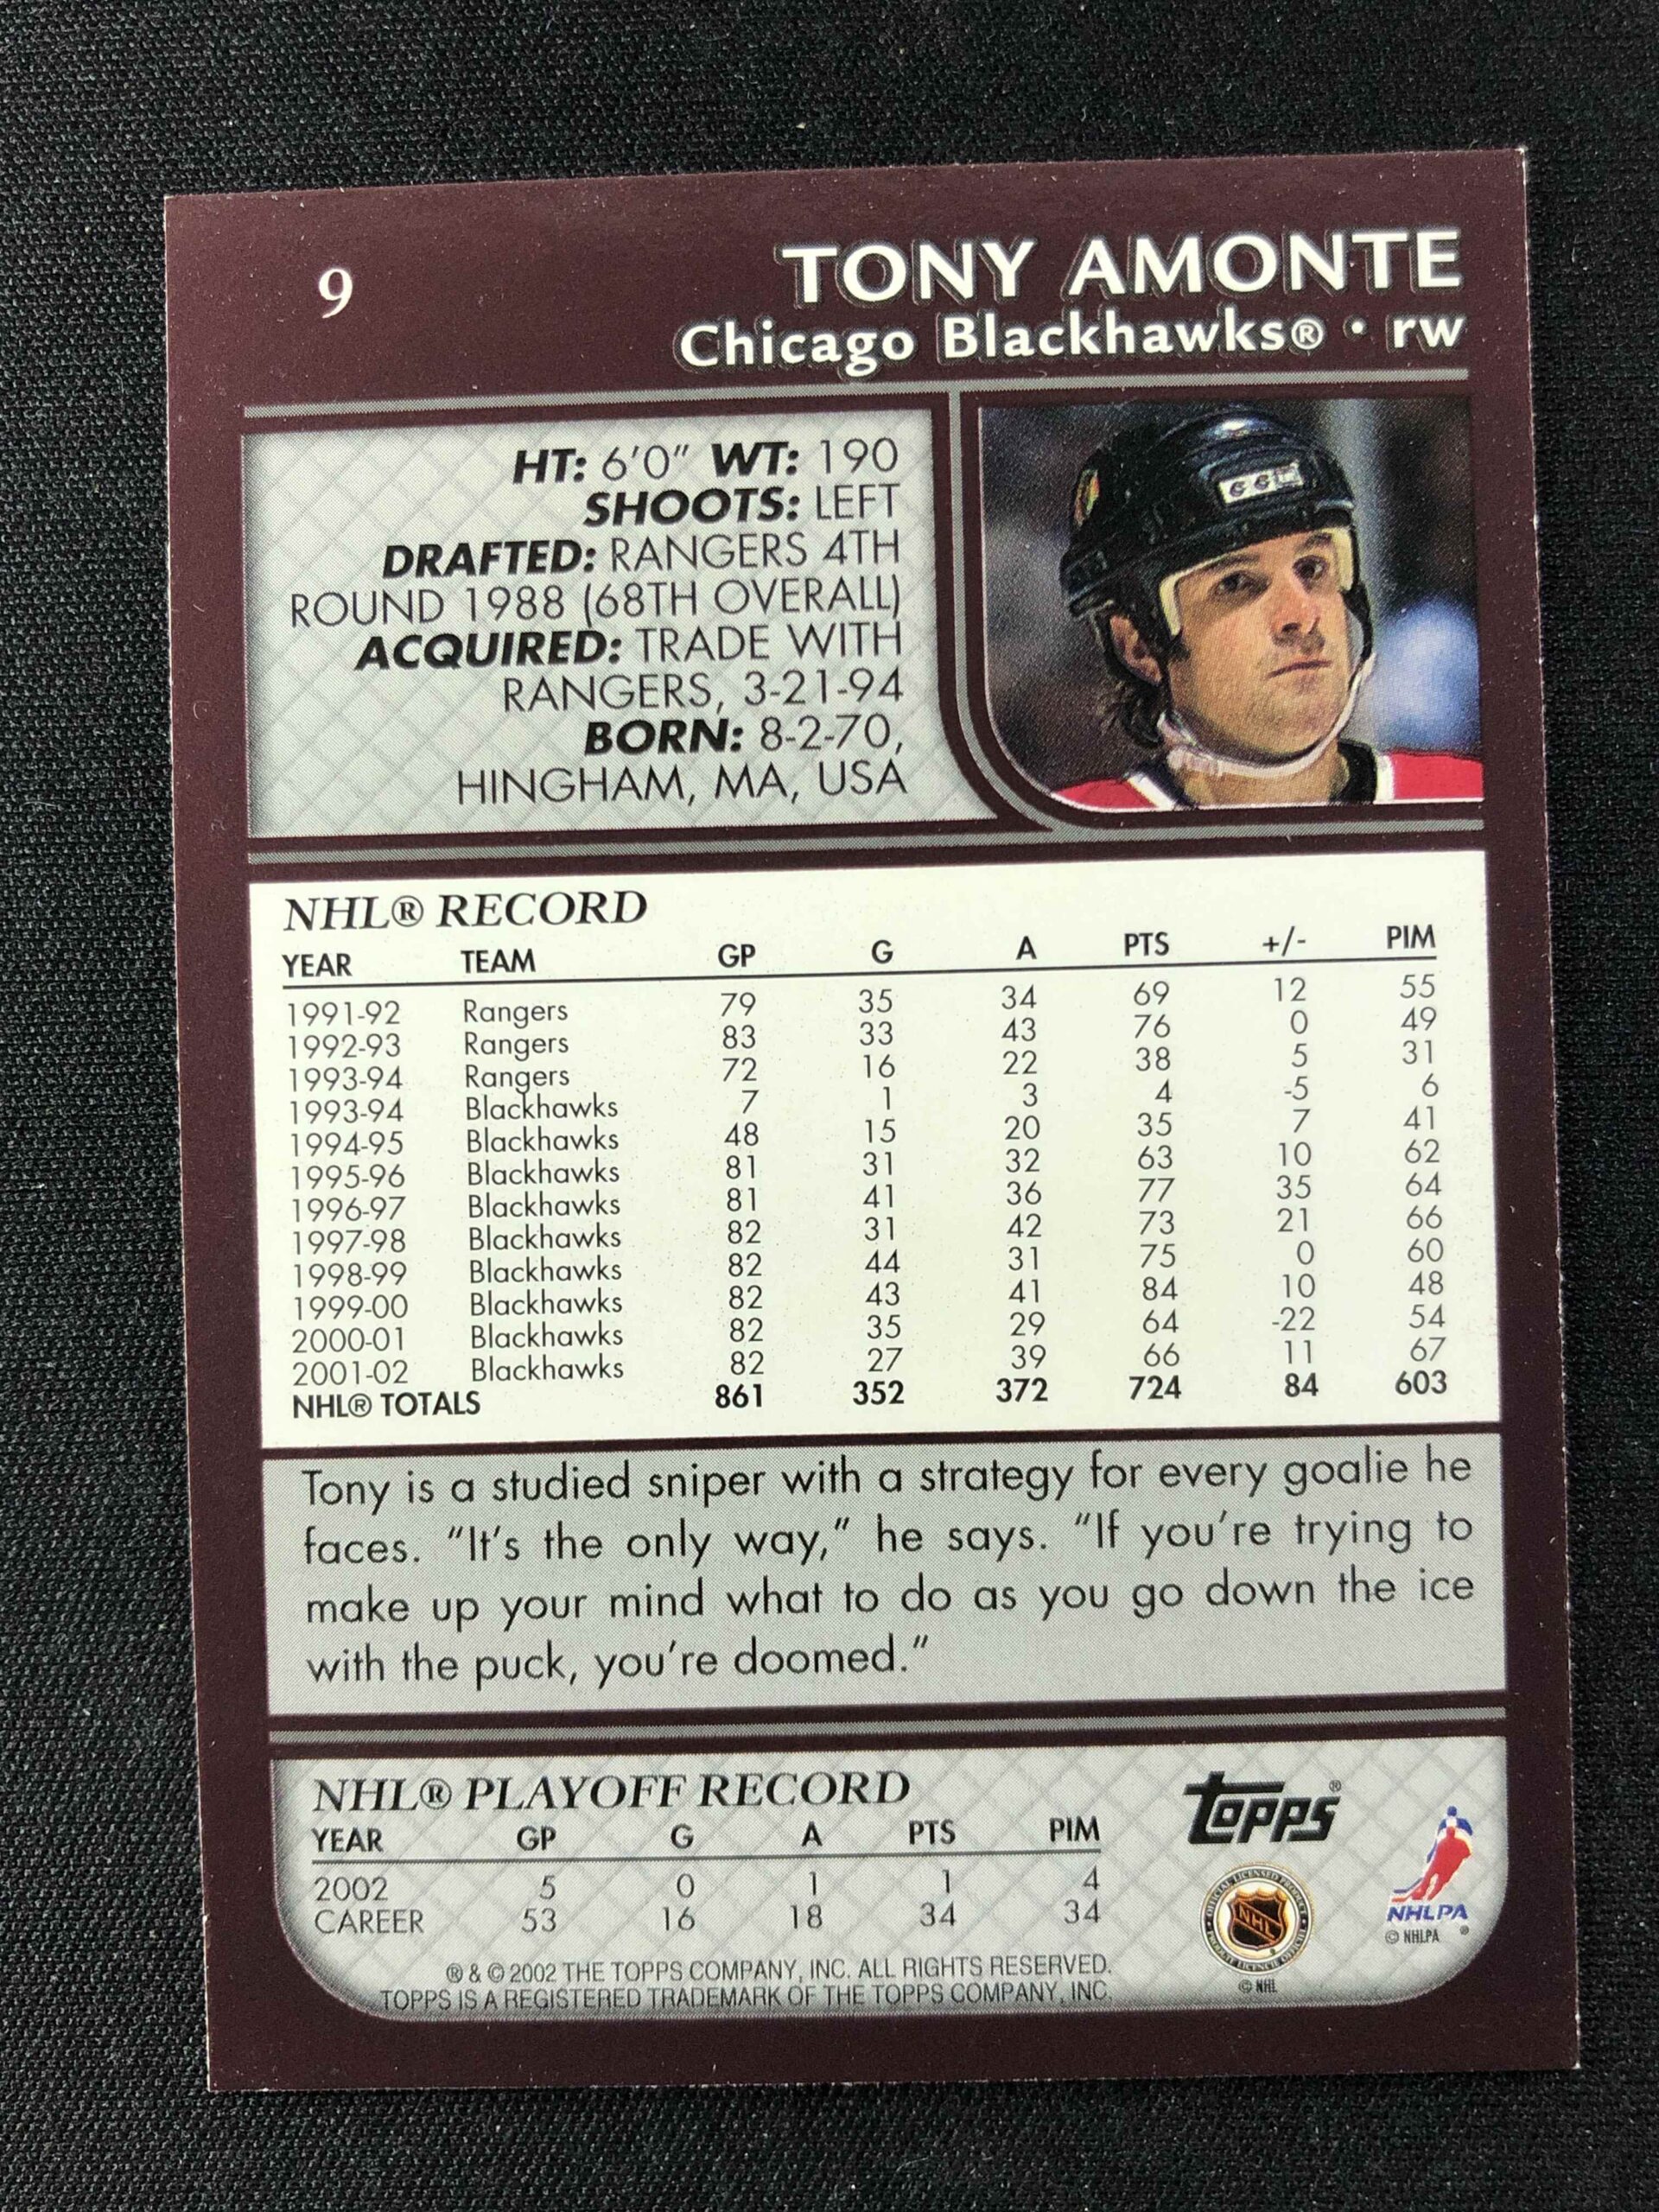 9
TONY AMONTE
Chicago Blackhawks® • rw
HT: 6'0" WT: 190
SHOOTS: LEFT
DRAFTED: RANGERS 4TH
ROUND 1988 (68TH OVERALL)
ACQUIRED: TRADE WITH
RANGERS, 3-21-94
BORN: 8-2-70,
HINGHAM, MA, USA
CCM
NHL® RECORD
YEAR TEAM GP G A PTS +/- PIM
1991-92 Rangers 79 35 34 69 12 55
1992-93 Rangers 83 33 43 76 0 49
1993-94 Rangers 72 16 22 38 5 31
1993-94 Blackhawks 7 1 3 4 -5 6
1994-95 Blackhawks 48 15 20 35 7 41
1995-96 Blackhawks 81 31 32 63 10 62
1996-97 Blackhawks 81 41 36 77 35 64
1997-98 Blackhawks 82 31 42 73 21 66
1998-99 Blackhawks 82 44 31 75 0 60
1999-00 Blackhawks 82 43 41 84 10 48
2000-01 Blackhawks 82 35 29 64 -22 54
2001-02 Blackhawks 82 27 39 66 11 67
NHL® TOTALS 861 352 372 724 84 603
Tony is a studied sniper with a strategy for every goalie he
faces. "It's the only way," he says. "If you're trying to
make up your mind what to do as you go down the ice
with the puck, you're doomed."
NHL® PLAYOFF RECORD
YEAR GP G A PTS PIM
2002 5 0 1 1 4
CAREER 53 16 18 34 34
® & © 2002 THE TOPPS COMPANY, INC. ALL RIGHTS RESERVED.
TOPPS IS A REGISTERED TRADEMARK OF THE TOPPS COMPANY, INC.
Topps®
OFFICIAL LICENSED PRODUCT
NHL
© NHL
NHLPA®
© NHLPA